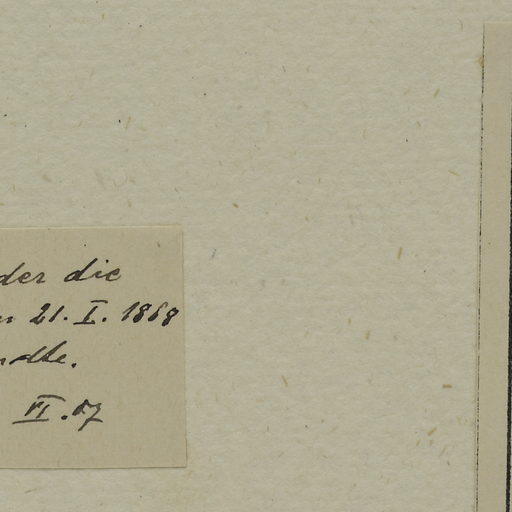 der die
21. I. 1868
ndte.
VI. 07